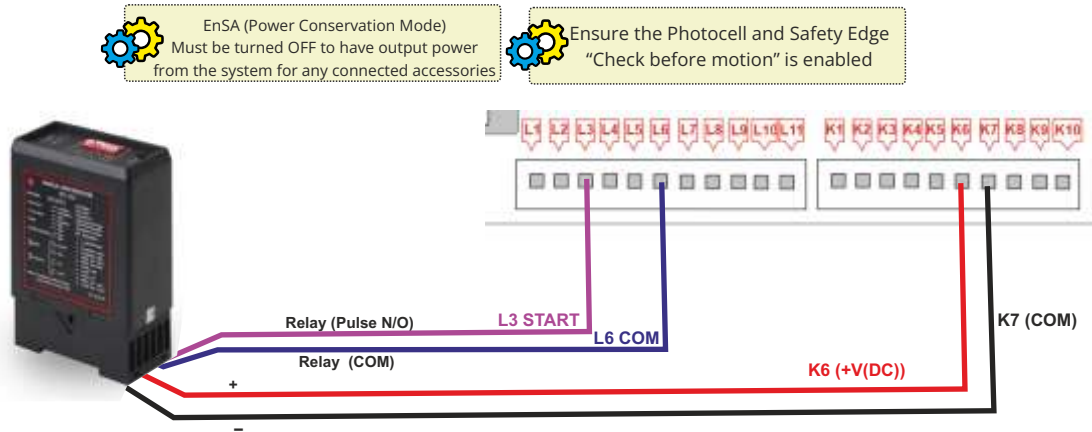 EnSA (Power Conservation Mode)
Must be turned OFF to have output power
from the system for any connected accessories
Ensure the Photocell and Safety Edge
“Check before motion” is enabled
L1 L2 L3 L4 L5 L6 L7 L8 L9 L10 L11 K1 K2 K3 K4 K5 K6 K7 K8 K9 K10
Relay (Pulse N/O)
L3 START
L6 COM
K7 (COM)
Relay (COM)
K6 (+V(DC))
+
–